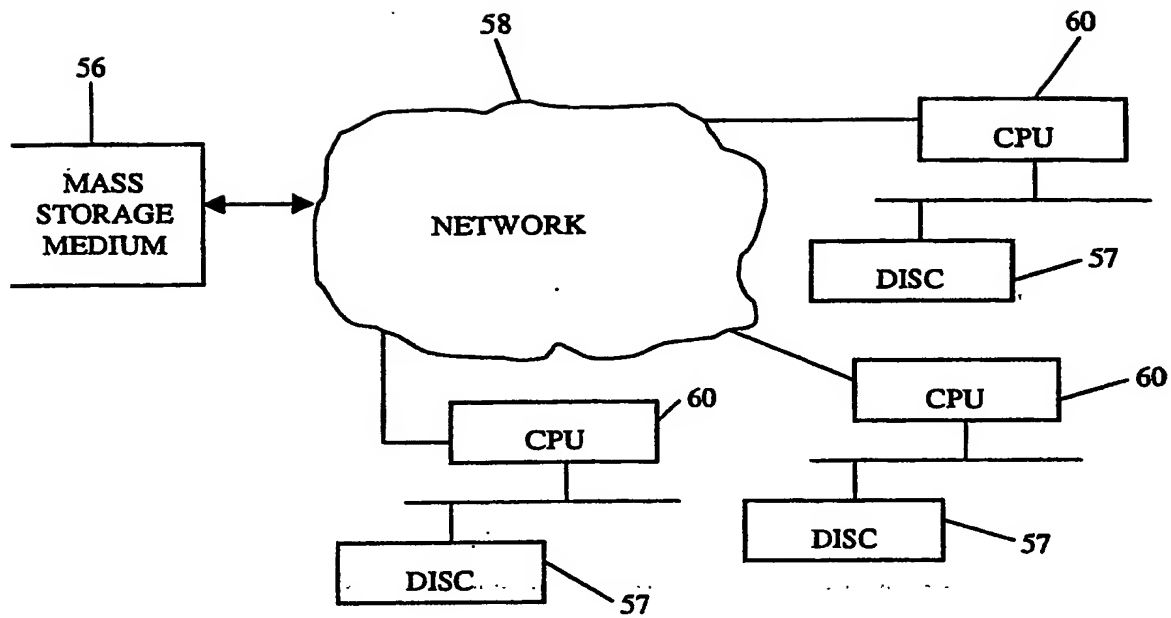 58
60
56
CPU
MASS
STORAGE
MEDIUM
NETWORK
57
DISC
60
CPU
60
CPU
57
DISC
DISC
57